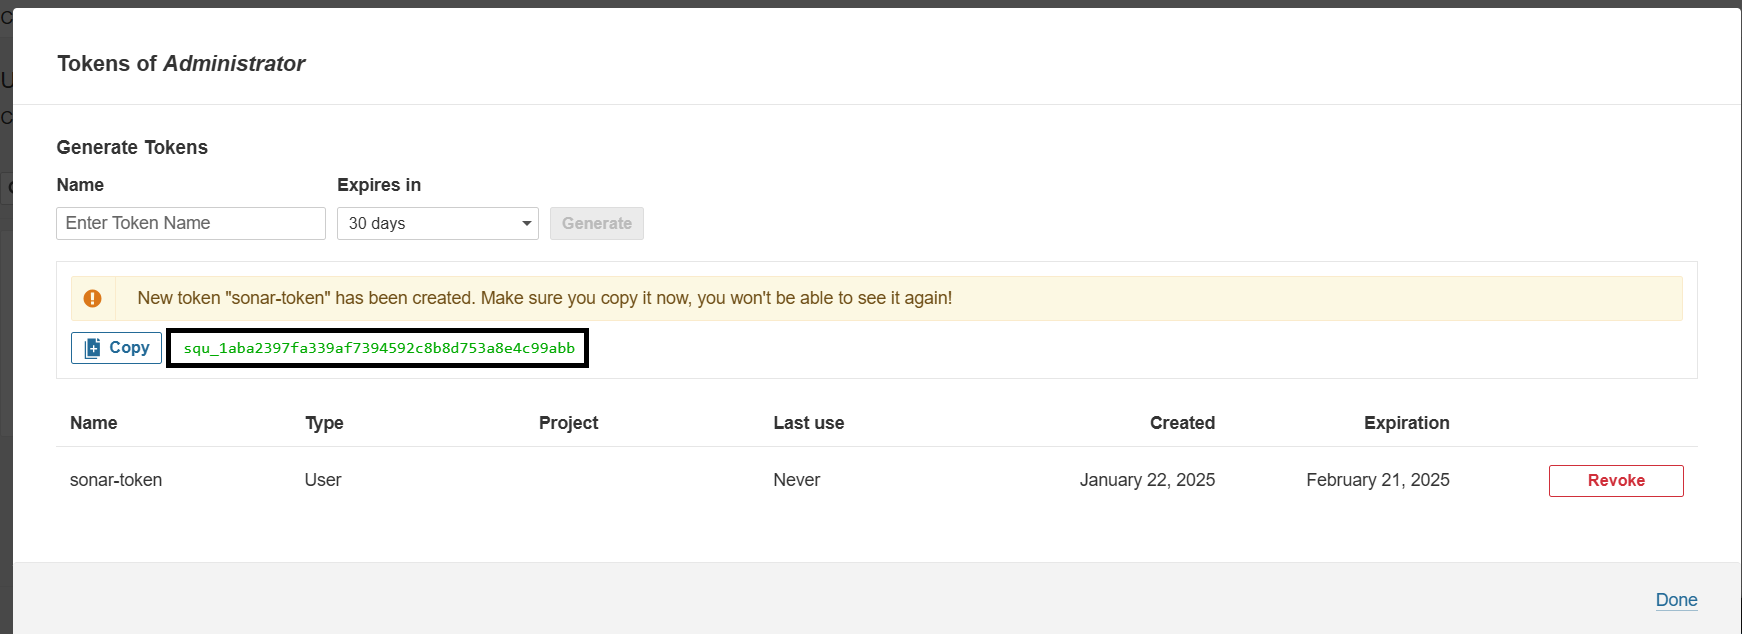 Tokens of Administrator
Generate Tokens
Name Expires in
Enter Token Name 30 days Generate
New token "sonar-token" has been created. Make sure you copy it now, you won't be able to see it again!
Copy squ_1aba2397fa339af7394592c8b8d753a8e4c99abb
Name Type Project Last use Created Expiration
sonar-token User Never January 22, 2025 February 21, 2025 Revoke
Done